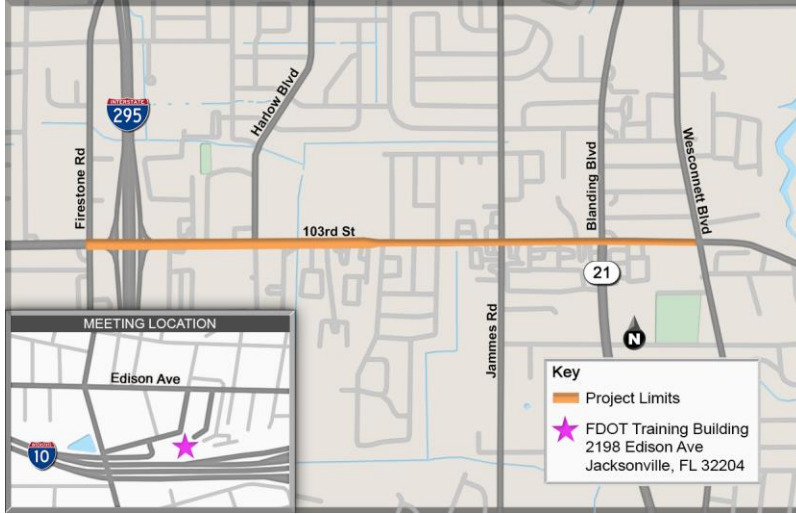 INTERSTATE
295
Firestone Rd
Harlow Blvd
103rd St
Jammes Rd
Blanding Blvd
Wesconnett Blvd
21
N
MEETING LOCATION
Edison Ave
10
Key
Project Limits
FDOT Training Building
2198 Edison Ave
Jacksonville, FL 32204